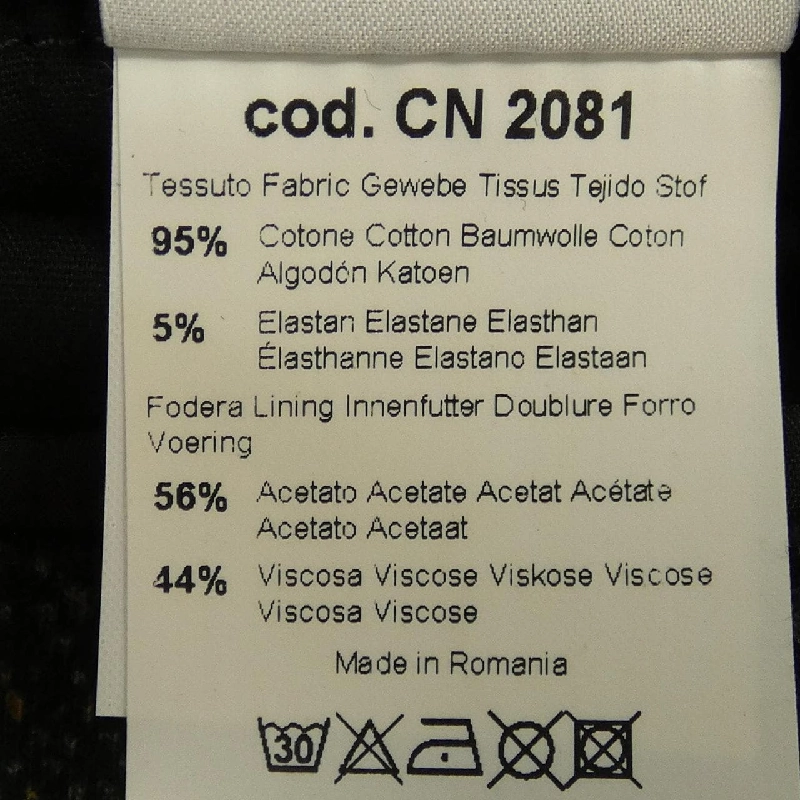 cod. CN 2081
Tessuto Fabric Gewebe Tissus Tejido Stof
95% Cotone Cotton Baumwolle Coton
Algodón Katoen
5% Elastan Elastane Elasthan
Élasthanne Elastano Elastaan
Fodera Lining Innenfutter Doublure Forro
Voering
56% Acetato Acetate Acetat Acétate
Acetato Acetaat
44% Viscosa Viscose Viskose Viscose
Viscosa Viscose
Made in Romania
30